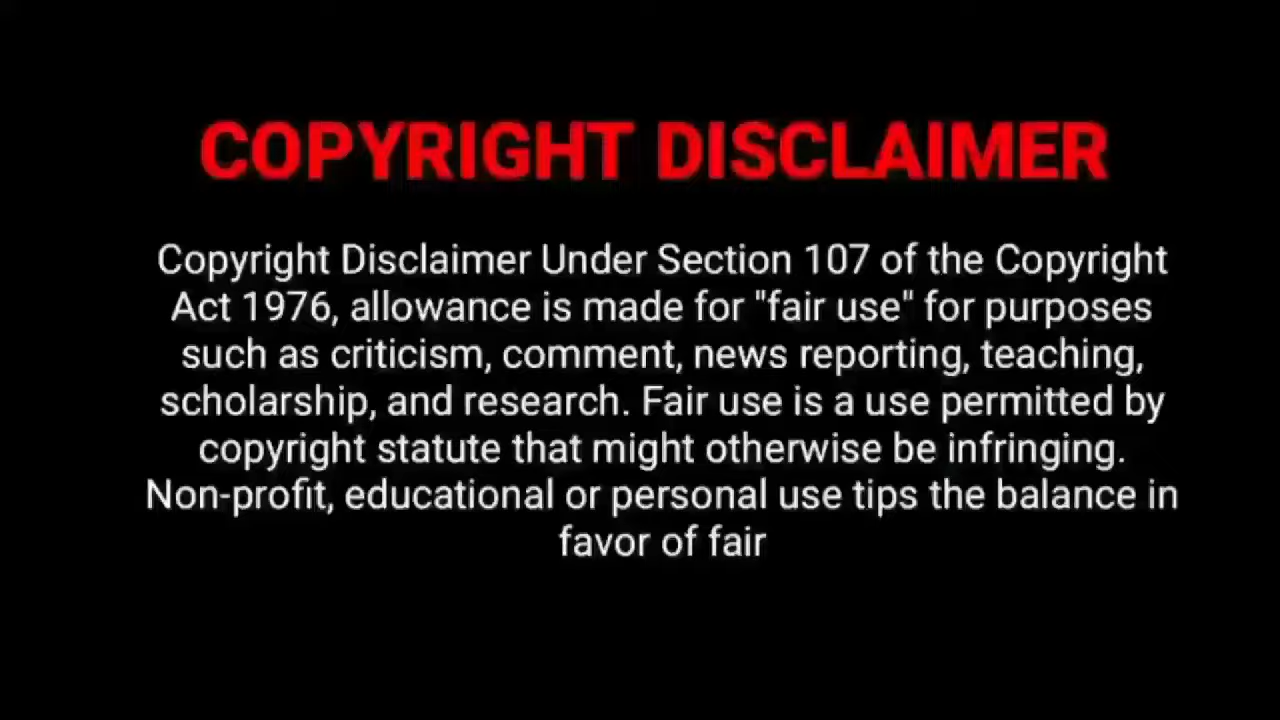 COPYRIGHT DISCLAIMER
Copyright Disclaimer Under Section 107 of the Copyright
Act 1976, allowance is made for "fair use" for purposes
such as criticism, comment, news reporting, teaching,
scholarship, and research. Fair use is a use permitted by
copyright statute that might otherwise be infringing.
Non-profit, educational or personal use tips the balance in
favor of fair